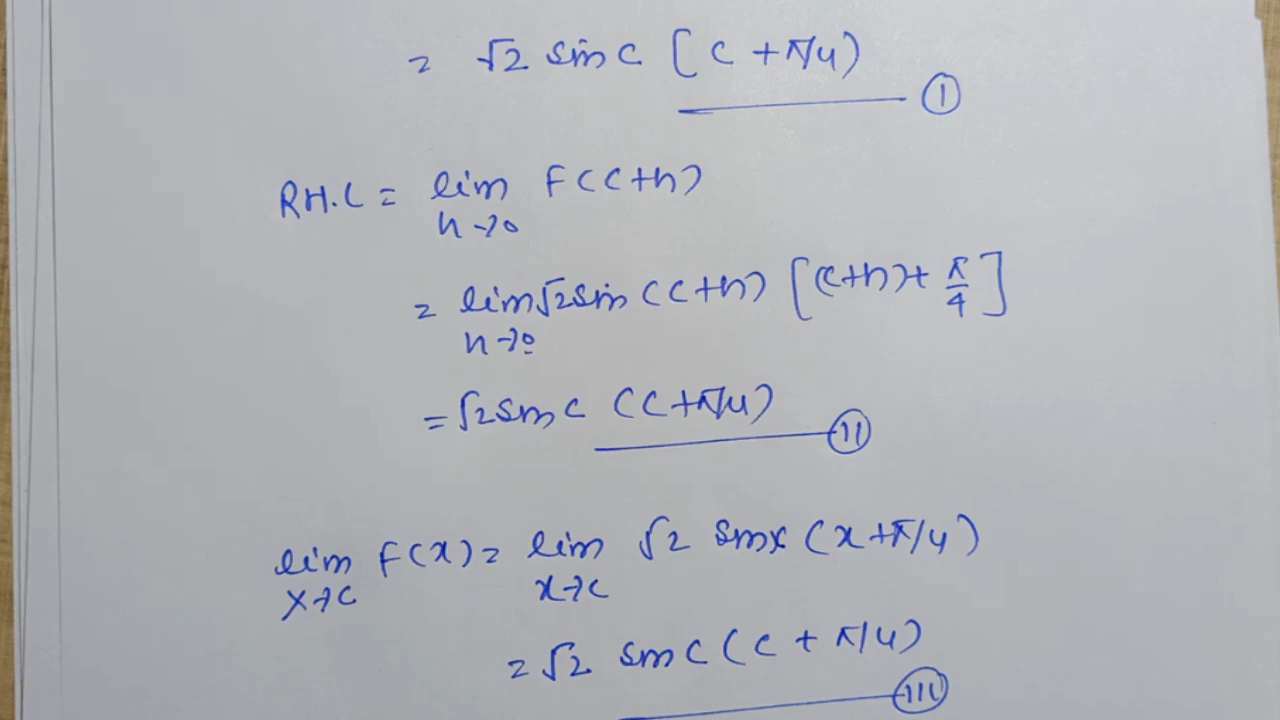 = √2 sin c [c + π/4)
①
RH.L = lim F(c+h)
h→0
= lim √2 sin (c+h) [(c+h)+ π/4]
h→0
= √2 sin c (c+π/4)
(II)
lim F(x) = lim √2 sin x (x+π/4)
x→c x→c
= √2 sin c (c + π/4)
(III)